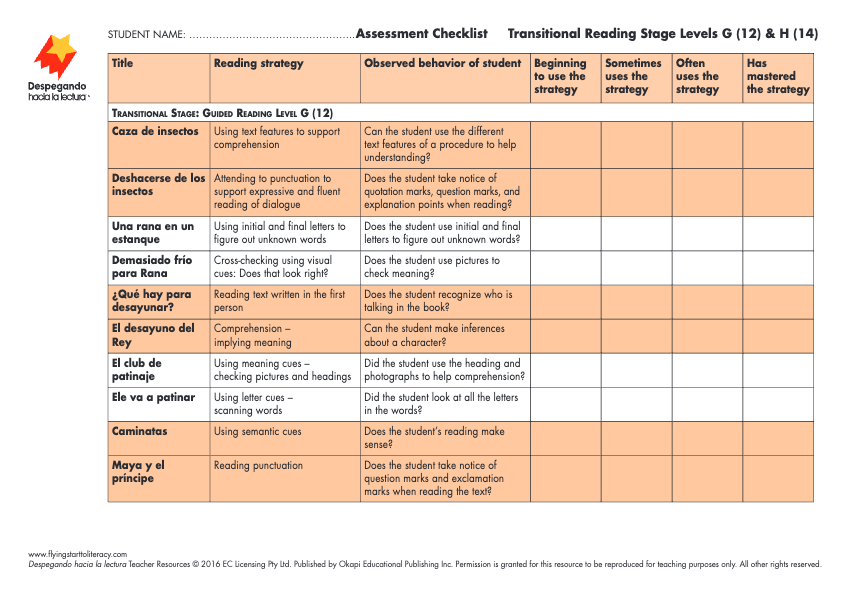 STUDENT NAME: ................................................Assessment Checklist Transitional Reading Stage Levels G (12) & H (14)
Despegando
hacia la lectura™
Title
Reading strategy
Observed behavior of student
Beginning
to use the
strategy
Sometimes
uses the
strategy
Often
uses the
strategy
Has
mastered
the strategy
Transitional Stage: Guided Reading Level G (12)
Caza de insectos
Using text features to support
comprehension
Can the student use the different
text features of a procedure to help
understanding?
Deshacerse de los
insectos
Attending to punctuation to
support expressive and fluent
reading of dialogue
Does the student take notice of
quotation marks, question marks, and
explanation points when reading?
Una rana en un
estanque
Using initial and final letters to
figure out unknown words
Does the student use initial and final
letters to figure out unknown words?
Demasiado frío
para Rana
Cross-checking using visual
cues: Does that look right?
Does the student use pictures to
check meaning?
¿Qué hay para
desayunar?
Reading text written in the first
person
Does the student recognize who is
talking in the book?
El desayuno del
Rey
Comprehension –
implying meaning
Can the student make inferences
about a character?
El club de
patinaje
Using meaning cues –
checking pictures and headings
Did the student use the heading and
photographs to help comprehension?
Ele va a patinar
Using letter cues –
scanning words
Did the student look at all the letters
in the words?
Caminatas
Using semantic cues
Does the student’s reading make
sense?
Maya y el
príncipe
Reading punctuation
Does the student take notice of
question marks and exclamation
marks when reading the text?
www.flyingstarttoliteracy.com
Despegando hacia la lectura Teacher Resources © 2016 EC Licensing Pty Ltd. Published by Okapi Educational Publishing Inc. Permission is granted for this resource to be reproduced for teaching purposes only. All other rights reserved.